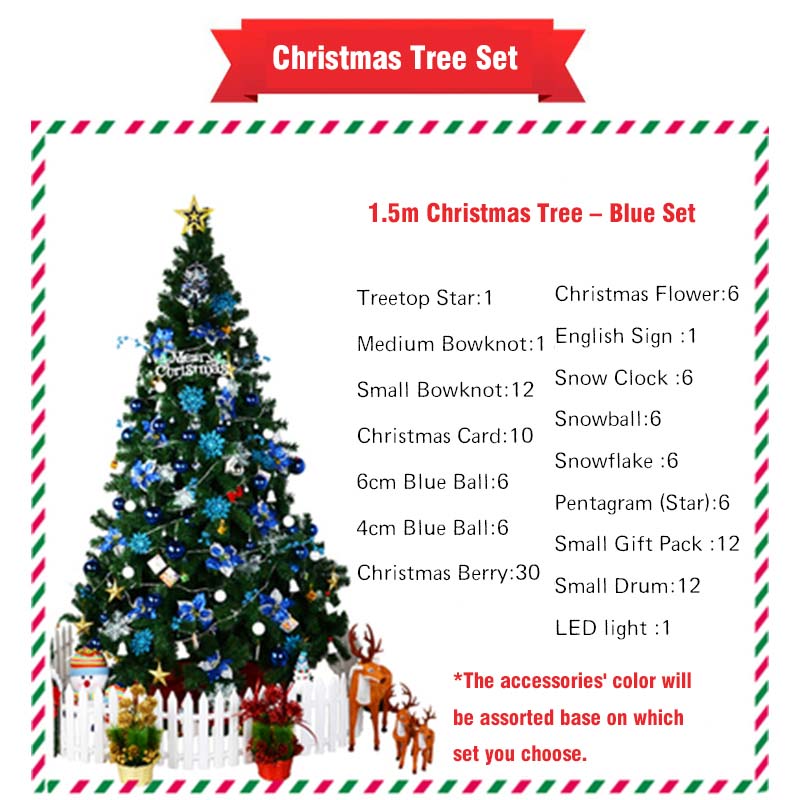 Christmas Tree Set
1.5m Christmas Tree – Blue Set
Treetop Star:1
Medium Bowknot:1
Small Bowknot:12
Christmas Card:10
6cm Blue Ball:6
4cm Blue Ball:6
Christmas Berry:30
Christmas Flower:6
English Sign :1
Snow Clock :6
Snowball:6
Snowflake :6
Pentagram (Star):6
Small Gift Pack :12
Small Drum:12
LED light :1
Merry
Christmas
*The accessories' color will
be assorted base on which
set you choose.